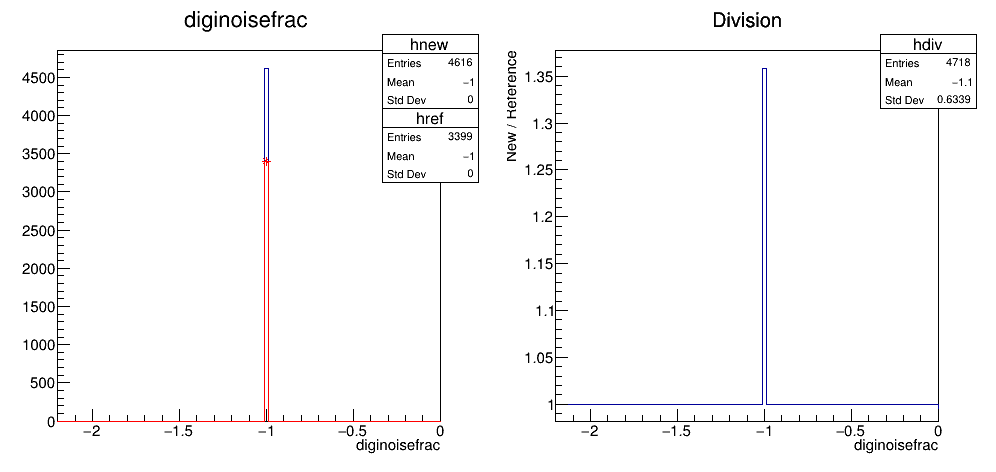 diginoisefrac
hnew
Entries 4616
Mean −1
Std Dev 0
href
Entries 3399
Mean −1
Std Dev 0
4500
4000
3500
3000
2500
2000
1500
1000
500
0
−2 −1.5 −1 −0.5 0
diginoisefrac
Division
hdiv
Entries 4718
Mean −1.1
Std Dev 0.6339
New / Reference
1.35
1.3
1.25
1.2
1.15
1.1
1.05
1
−2 −1.5 −1 −0.5 0
diginoisefrac